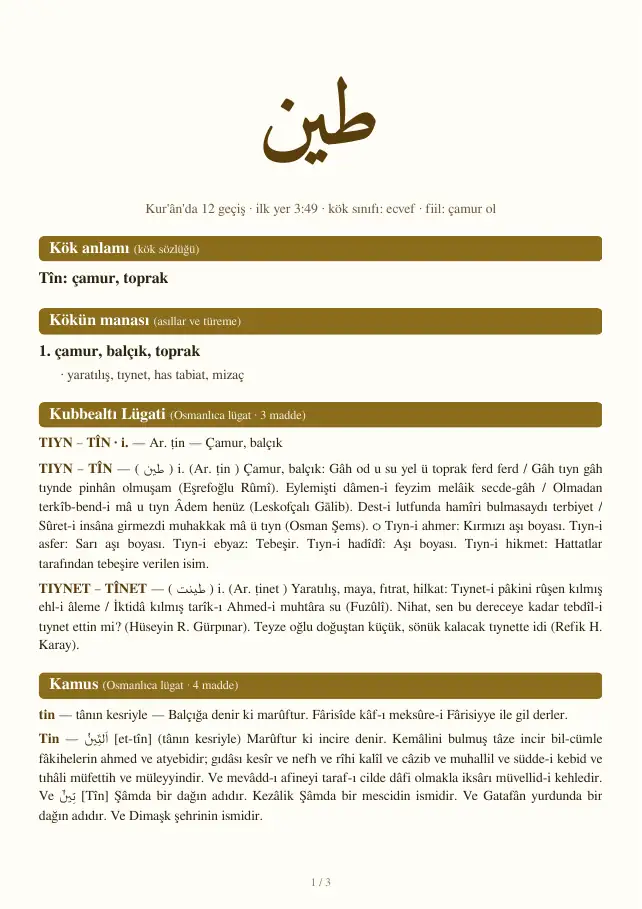 طين
Kur'ân'da 12 geçiş · ilk yer 3:49 · kök sınıfı: ecvef · fiil: çamur ol
Kök anlamı (kök sözlüğü)
Tîn: çamur, toprak
Kökün manası (asıllar ve türeme)
1. çamur, balçık, toprak
· yaratılış, tıynet, has tabiat, mizaç
Kubbealtı Lügati (Osmanlıca lügat · 3 madde)
TIYN – TÎN · i. — Ar. ṭin — Çamur, balçık
TIYN – TÎN — ( طين ) i. (Ar. ṭin ) Çamur, balçık: Gâh od u su yel ü toprak ferd ferd / Gâh tıyn gâh
tıynde pinhân olmuşam (Eşrefoğlu Rûmî). Eylemişti dâmen-i feyzim melâik secde-gâh / Olmadan
terkîb-bend-i mâ u tıyn Âdem henüz (Leskofçalı Gālib). Dest-i lutfunda hamîri bulmasaydı terbiyet /
Sûret-i insâna girmezdi muhakkak mâ ü tıyn (Osman Şems). ѻ Tıyn-i ahmer: Kırmızı aşı boyası. Tıyn-i
asfer: Sarı aşı boyası. Tıyn-i ebyaz: Tebeşir. Tıyn-i hadîdî: Aşı boyası. Tıyn-i hikmet: Hattatlar
tarafından tebeşire verilen isim.
TIYNET – TÎNET — ( طينت ) i. (Ar. ṭinet ) Yaratılış, maya, fıtrat, hilkat: Tıynet-i pâkini rûşen kılmış
ehl-i âleme / İktidâ kılmış tarîk-ı Ahmed-i muhtâra su (Fuzûlî). Nihat, sen bu dereceye kadar tebdîl-i
tıynet ettin mi? (Hüseyin R. Gürpınar). Teyze oğlu doğuştan küçük, sönük kalacak tıynette idi (Refik H.
Karay).
Kamus (Osmanlıca lügat · 4 madde)
tin — tânın kesriyle — Balçığa denir ki marûftur. Fârisîde kâf-ı meksûre-i Fârisiyye ile gil derler.
Tin — اَلتِّينُ [et-tîn] (tânın kesriyle) Marûftur ki incire denir. Kemâlini bulmuş tâze incir bil-cümle
fâkihelerin ahmed ve atyebidir; gıdâsı kesîr ve nefh ve rîhi kalîl ve câzib ve muhallil ve südde-i kebid ve
tıhâli müfettih ve müleyyindir. Ve mevâdd-ı afineyi taraf-ı cilde dâfi olmakla iksârı müvellid-i kehledir.
Ve تِينٌ [Tîn] Şâmda bir dağın adıdır. Kezâlik Şâmda bir mescidin ismidir. Ve Gatafân yurdunda bir
dağın adıdır. Ve Dimaşk şehrinin ismidir.
1 / 3